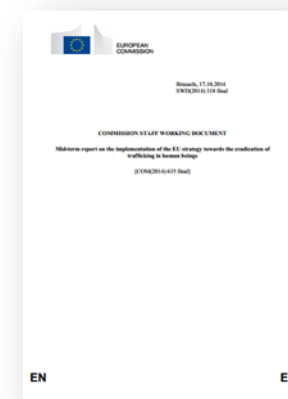 EUROPEAN
COMMISSION
Brussels, 17.10.2014
SWD(2014) 318 final
COMMISSION STAFF WORKING DOCUMENT
Mid-term report on the implementation of the EU strategy towards the eradication of
trafficking in human beings
[COM(2014) 635 final]
EN E